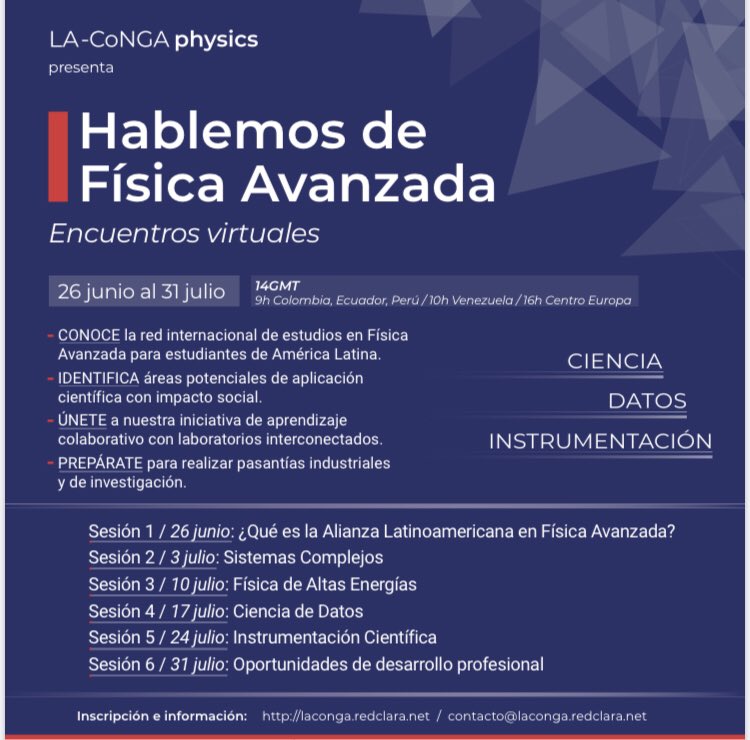 LA-CoNGA physics
presenta
Hablemos de
Física Avanzada
Encuentros virtuales
26 junio al 31 julio
14GMT
9h Colombia, Ecuador, Perú / 10h Venezuela / 16h Centro Europa
- CONOCE la red internacional de estudios en Física
Avanzada para estudiantes de América Latina.
- IDENTIFICA áreas potenciales de aplicación
científica con impacto social.
- ÚNETE a nuestra iniciativa de aprendizaje
colaborativo con laboratorios interconectados.
- PREPÁRATE para realizar pasantías industriales
y de investigación.
CIENCIA
DATOS
INSTRUMENTACIÓN
Sesión 1 / 26 junio: ¿Qué es la Alianza Latinoamericana en Física Avanzada?
Sesión 2 / 3 julio: Sistemas Complejos
Sesión 3 / 10 julio: Física de Altas Energías
Sesión 4 / 17 julio: Ciencia de Datos
Sesión 5 / 24 julio: Instrumentación Científica
Sesión 6 / 31 julio: Oportunidades de desarrollo profesional
Inscripción e información: http://laconga.redclara.net / contacto@laconga.redclara.net